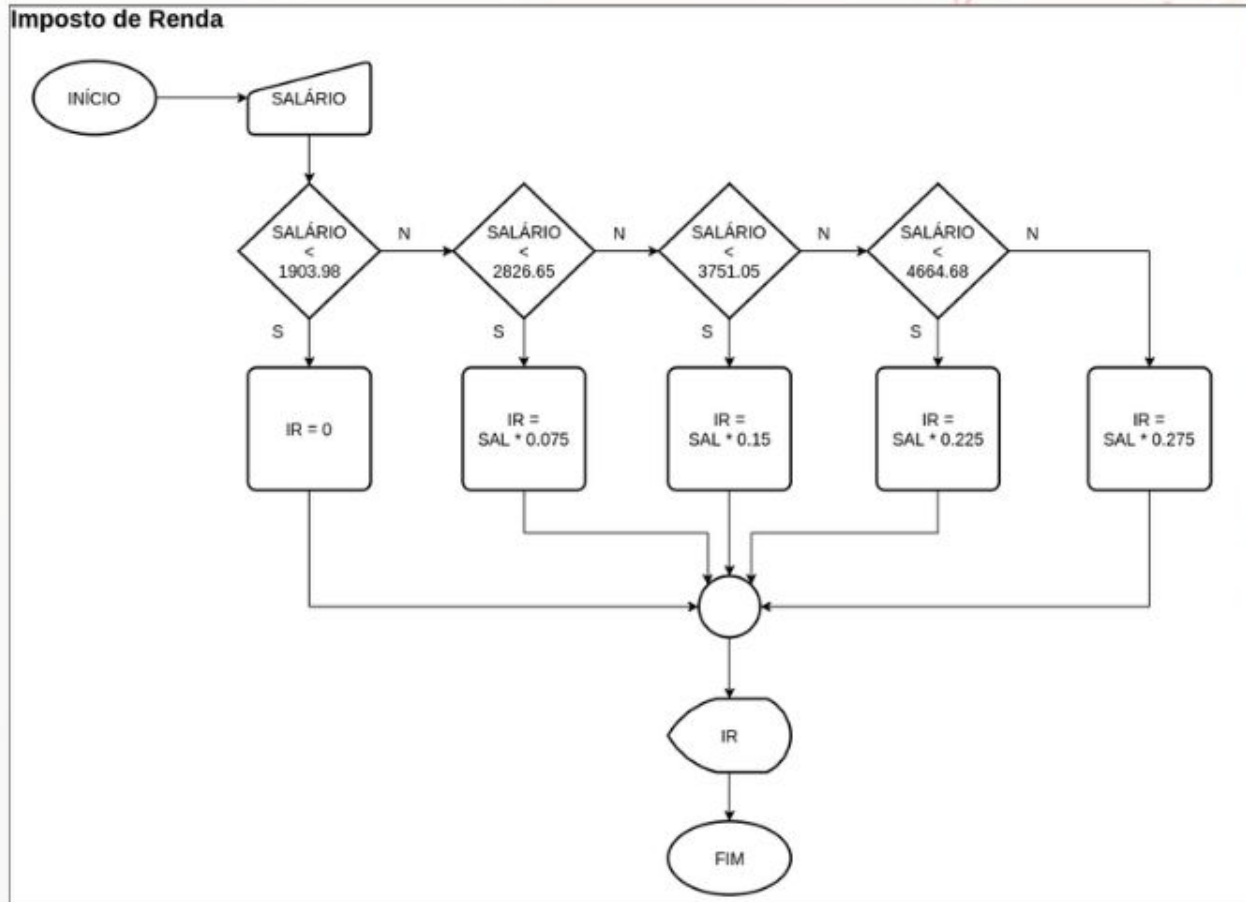 Imposto de Renda
INÍCIO
SALÁRIO
SALÁRIO
<
1903.98
N
SALÁRIO
<
2826.65
N
SALÁRIO
<
3751.05
N
SALÁRIO
<
4664.68
N
S
S
S
S
IR = 0
IR =
SAL * 0.075
IR =
SAL * 0.15
IR =
SAL * 0.225
IR =
SAL * 0.275
IR
FIM